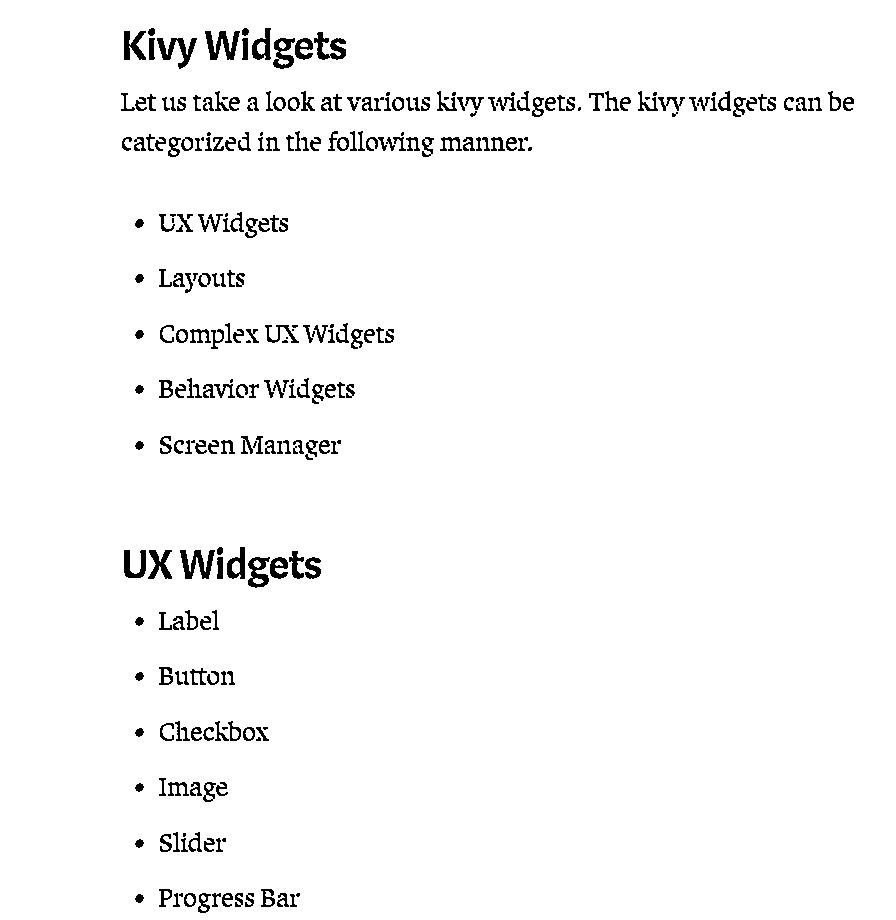 Kivy Widgets
Let us take a look at various kivy widgets. The kivy widgets can be
categorized in the following manner.
• UX Widgets
• Layouts
• Complex UX Widgets
• Behavior Widgets
• Screen Manager
UX Widgets
• Label
• Button
• Checkbox
• Image
• Slider
• Progress Bar